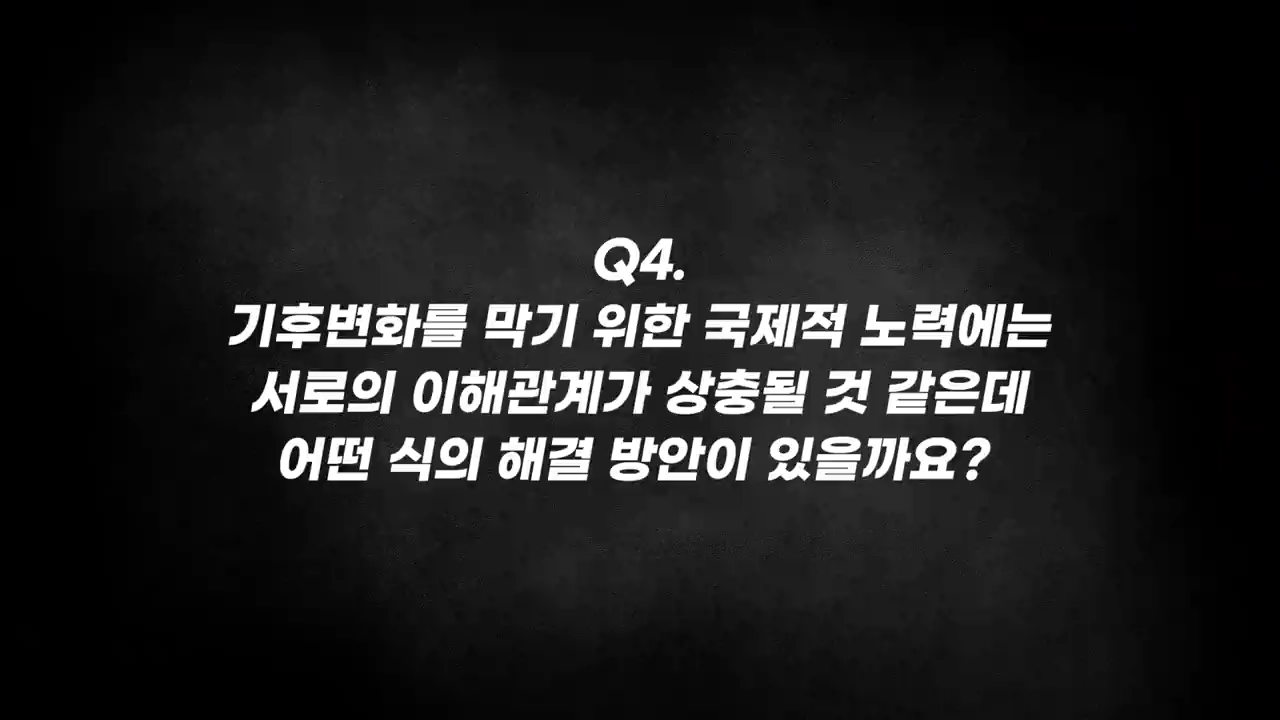 Q4.
기후변화를 막기 위한 국제적 노력에는
서로의 이해관계가 상충될 것 같은데
어떤 식의 해결 방안이 있을까요?